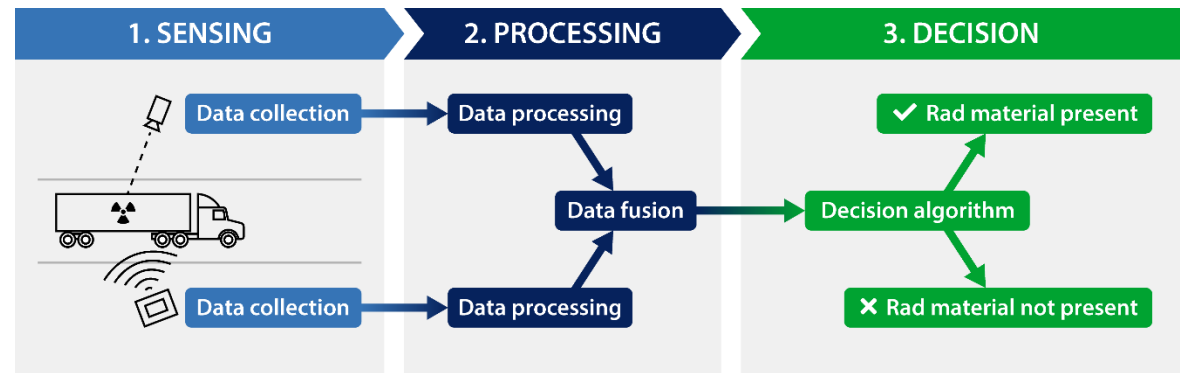 1. SENSING
2. PROCESSING
3. DECISION
Data collection
Data processing
Rad material present
Data fusion
Decision algorithm
Data collection
Data processing
Rad material not present